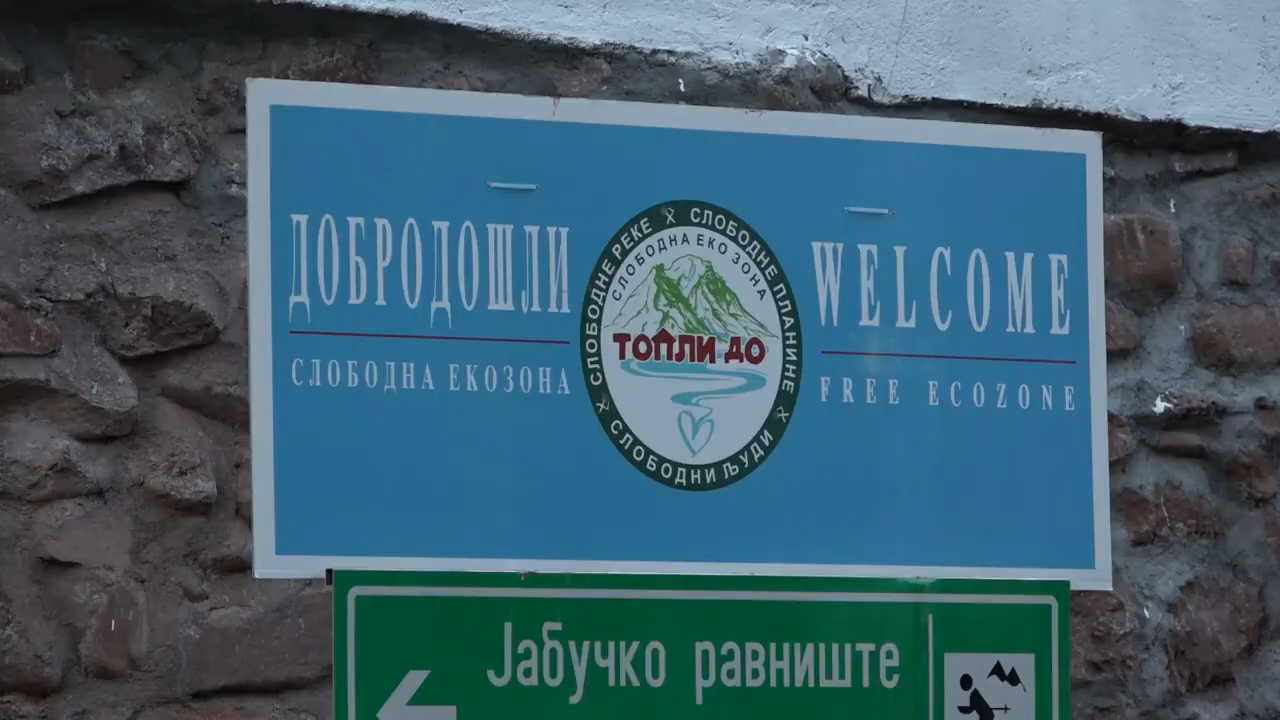 ДОБРОДОШЛИ
СЛОБОДНА ЕКОЗОНА
СЛОБОДНЕ РЕКЕ
СЛОБОДНЕ ПЛАНИНЕ
СЛОБОДНИ ЉУДИ
СЛОБОДНА ЕКО ЗОНА
ТОПЛИ ДО
WELCOME
FREE ECOZONE
Јабучко равниште